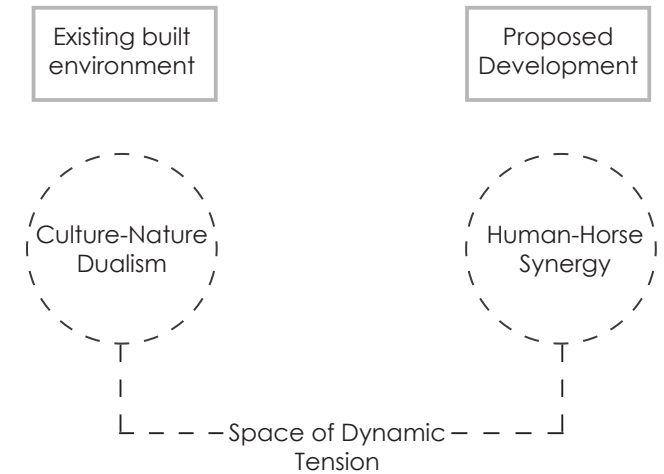 Existing built
environment
Proposed
Development
Culture-Nature
Dualism
Human-Horse
Synergy
Space of Dynamic
Tension